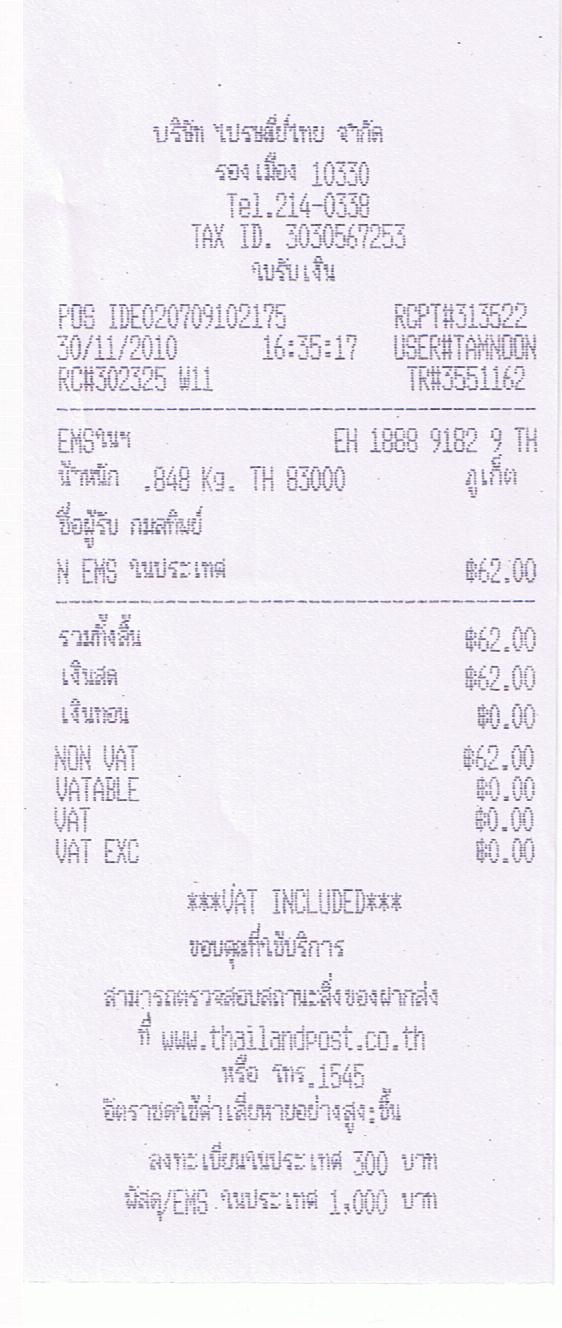 บริษัท ไปรษณีย์ไทย จำกัด
รองเมือง 10330
Tel.214-0338
TAX ID. 3030567253
ใบรับเงิน
POS IDE020709102175 RCPT#313522
30/11/2010 16:35:17 USER#TAMNOON
RC#302325 W11 TR#3551162
EMSในฯ EH 1888 9182 9 TH
น้ำหนัก .848 Kg. TH 83000 ภูเก็ต
ชื่อผู้รับ กมลทิพย์
N EMS ในประเทศ ฿62.00
รวมทั้งสิ้น ฿62.00
เงินสด ฿62.00
เงินทอน ฿0.00
NON VAT ฿62.00
VATABLE ฿0.00
VAT ฿0.00
VAT EXC ฿0.00
***VAT INCLUDED***
ขอบคุณที่ใช้บริการ
สามารถตรวจสอบสถานะสิ่งของฝากส่ง
ที่ www.thailandpost.co.th
หรือ โทร.1545
อัตราชดใช้ค่าเสียหายอย่างสูง:ชิ้น
ลงทะเบียนในประเทศ 300 บาท
พัสดุ/EMS ในประเทศ 1,000 บาท